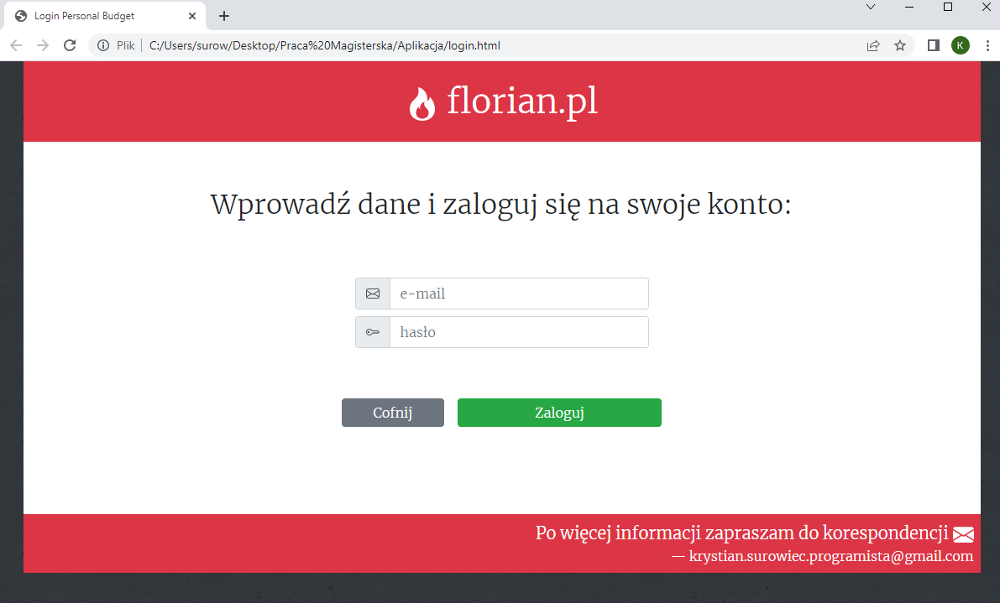 Login Personal Budget
Plik C:/Users/surow/Desktop/Praca%20Magisterska/Aplikacja/login.html
K
florian.pl
Wprowadź dane i zaloguj się na swoje konto:
e-mail
hasło
Cofnij Zaloguj
Po więcej informacji zapraszam do korespondencji
— krystian.surowiec.programista@gmail.com